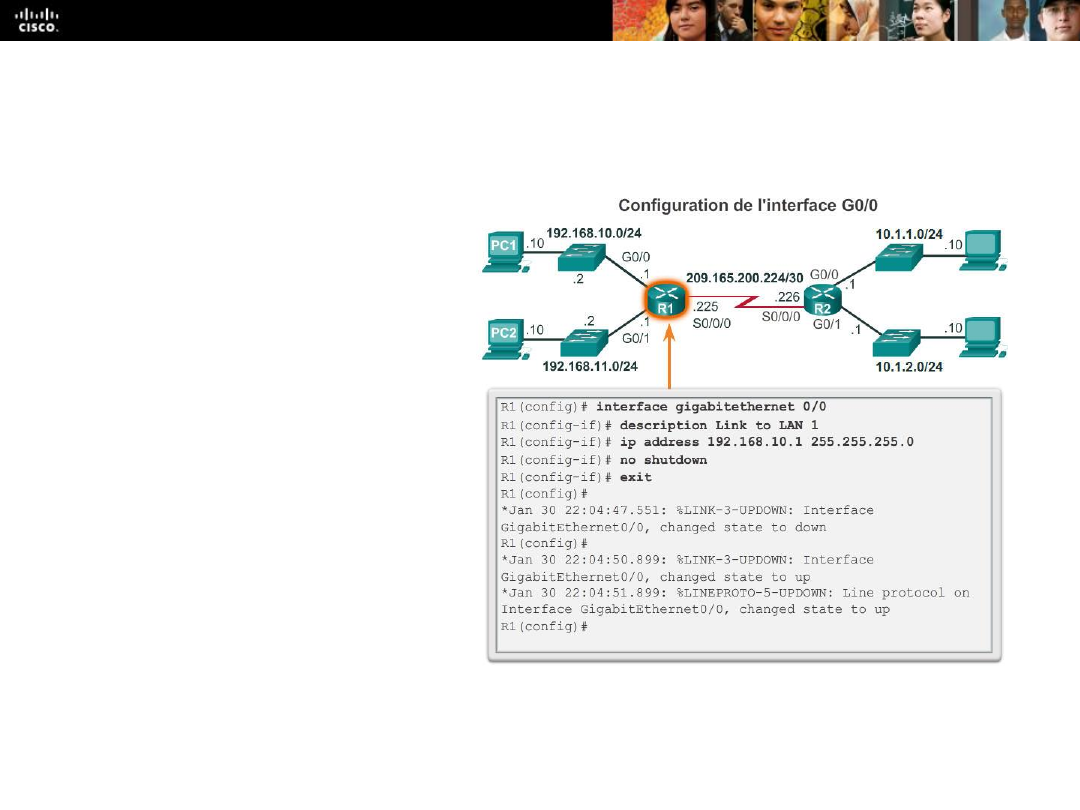 CISCO.
Configuration de l'interface G0/0
192.168.10.0/24
10.1.1.0/24
PC1
.10
.10
G0/0
.2
.1
209.165.200.224/30
G0/0
.1
.226
R1
.225
R2
S0/0/0
S0/0/0
G0/1
PC2
.10
.2
.1
.1
.10
G0/1
192.168.11.0/24
10.1.2.0/24
R1(config)# interface gigabitethernet 0/0
R1(config-if)# description Link to LAN 1
R1(config-if)# ip address 192.168.10.1 255.255.255.0
R1(config-if)# no shutdown
R1(config-if)# exit
R1(config)#
*Jan 30 22:04:47.551: %LINK-3-UPDOWN: Interface
GigabitEthernet0/0, changed state to down
R1(config)#
*Jan 30 22:04:50.899: %LINK-3-UPDOWN: Interface
GigabitEthernet0/0, changed state to up
*Jan 30 22:04:51.899: %LINEPROTO-5-UPDOWN: Line protocol on
Interface GigabitEthernet0/0, changed state to up
R1(config)#